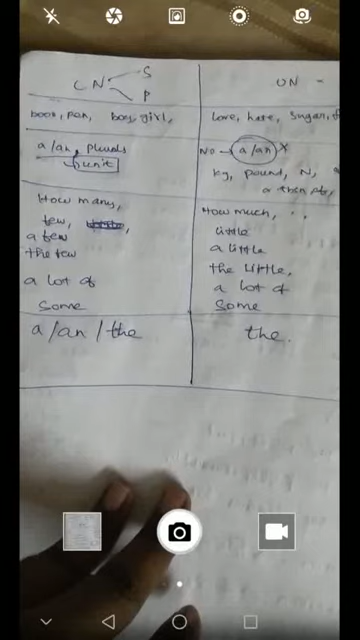 CN S
P
UN -
book, pen, boy, girl,
Love, hate, sugar,
a/an, plurals
unit
No - a/an X
kg, pound, N,
How many,
few,
a few
the few
a lot of
Some
How much,
little
a little
the little,
a lot of
Some
a/an/the
the.